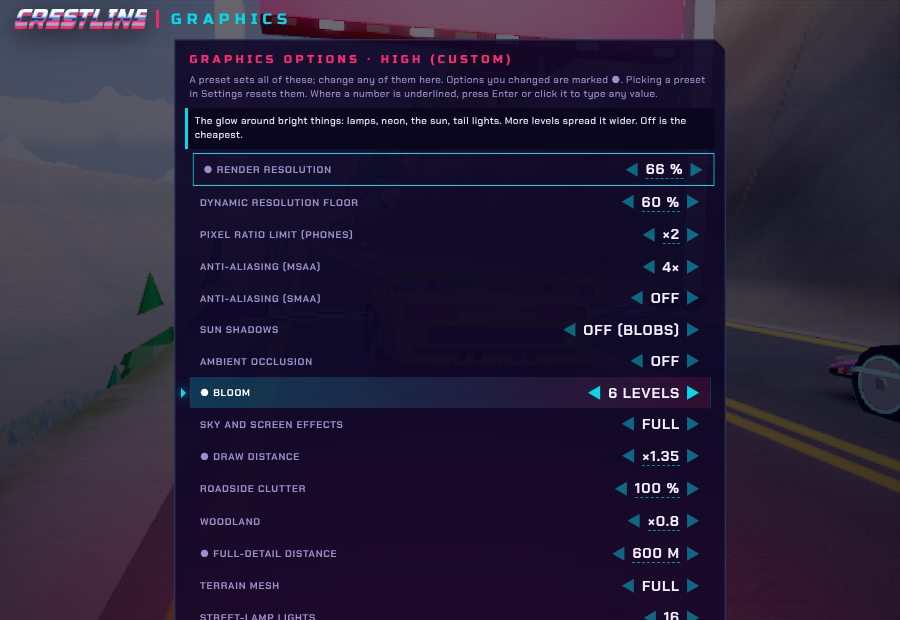 CRESTLINE | GRAPHICS
GRAPHICS OPTIONS · HIGH (CUSTOM)
A preset sets all of these; change any of them here. Options you changed are marked ●. Picking a preset
in Settings resets them. Where a number is underlined, press Enter or click it to type any value.
The glow around bright things: lamps, neon, the sun, tail lights. More levels spread it wider. Off is the
cheapest.
● RENDER RESOLUTION ◀ 66 % ▶
DYNAMIC RESOLUTION FLOOR ◀ 60 % ▶
PIXEL RATIO LIMIT (PHONES) ◀ ×2 ▶
ANTI-ALIASING (MSAA) ◀ 4× ▶
ANTI-ALIASING (SMAA) ◀ OFF ▶
SUN SHADOWS ◀ OFF (BLOBS) ▶
AMBIENT OCCLUSION ◀ OFF ▶
● BLOOM ◀ 6 LEVELS ▶
SKY AND SCREEN EFFECTS ◀ FULL ▶
● DRAW DISTANCE ◀ ×1.35 ▶
ROADSIDE CLUTTER ◀ 100 % ▶
WOODLAND ◀ ×0.8 ▶
● FULL-DETAIL DISTANCE ◀ 600 M ▶
TERRAIN MESH ◀ FULL ▶
STREET-LAMP LIGHTS ◀ 16 ▶